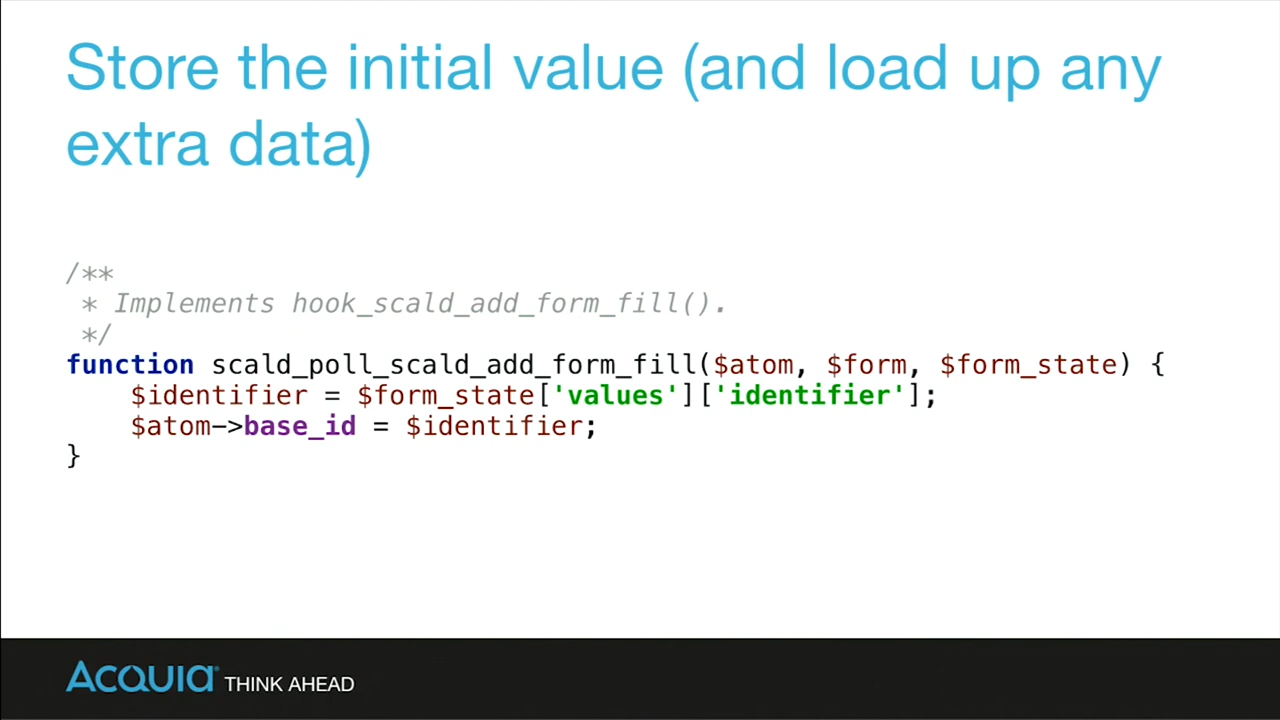 Store the initial value (and load up any
extra data)
/**
 * Implements hook_scald_add_form_fill().
 */
function scald_poll_scald_add_form_fill($atom, $form, $form_state) {
    $identifier = $form_state['values']['identifier'];
    $atom->base_id = $identifier;
}
ACQUIA THINK AHEAD